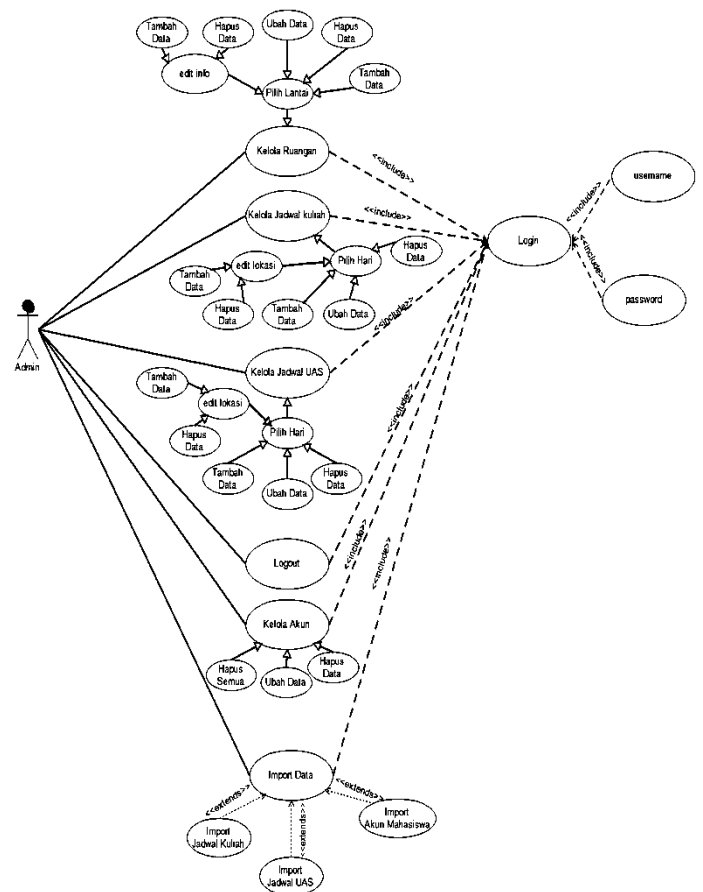 Tambah
Data
Hapus
Data
Ubah Data
Hapus
Data
edit info
Pilih Lantai
Tambah
Data
Kelola Ruangan
<<include>>
username
<<include>>
Kelola Jadwal kuliah
<<include>>
Login
<<include>>
password
Tambah
Data
edit lokasi
Pilih Hari
Hapus
Data
Hapus
Data
Tambah
Data
Ubah Data
<<include>>
Admin
Kelola Jadwal UAS
Tambah
Data
edit lokasi
Hapus
Data
Pilih Hari
Tambah
Data
Ubah Data
Hapus
Data
<<include>>
Logout
<<include>>
<<include>>
Kelola Akun
Hapus
Semua
Ubah Data
Hapus
Data
Import Data
<<extends>>
<<extends>>
<<extends>>
Import
Jadwal Kuliah
Import
Jadwal UAS
Import
Akun Mahasiswa